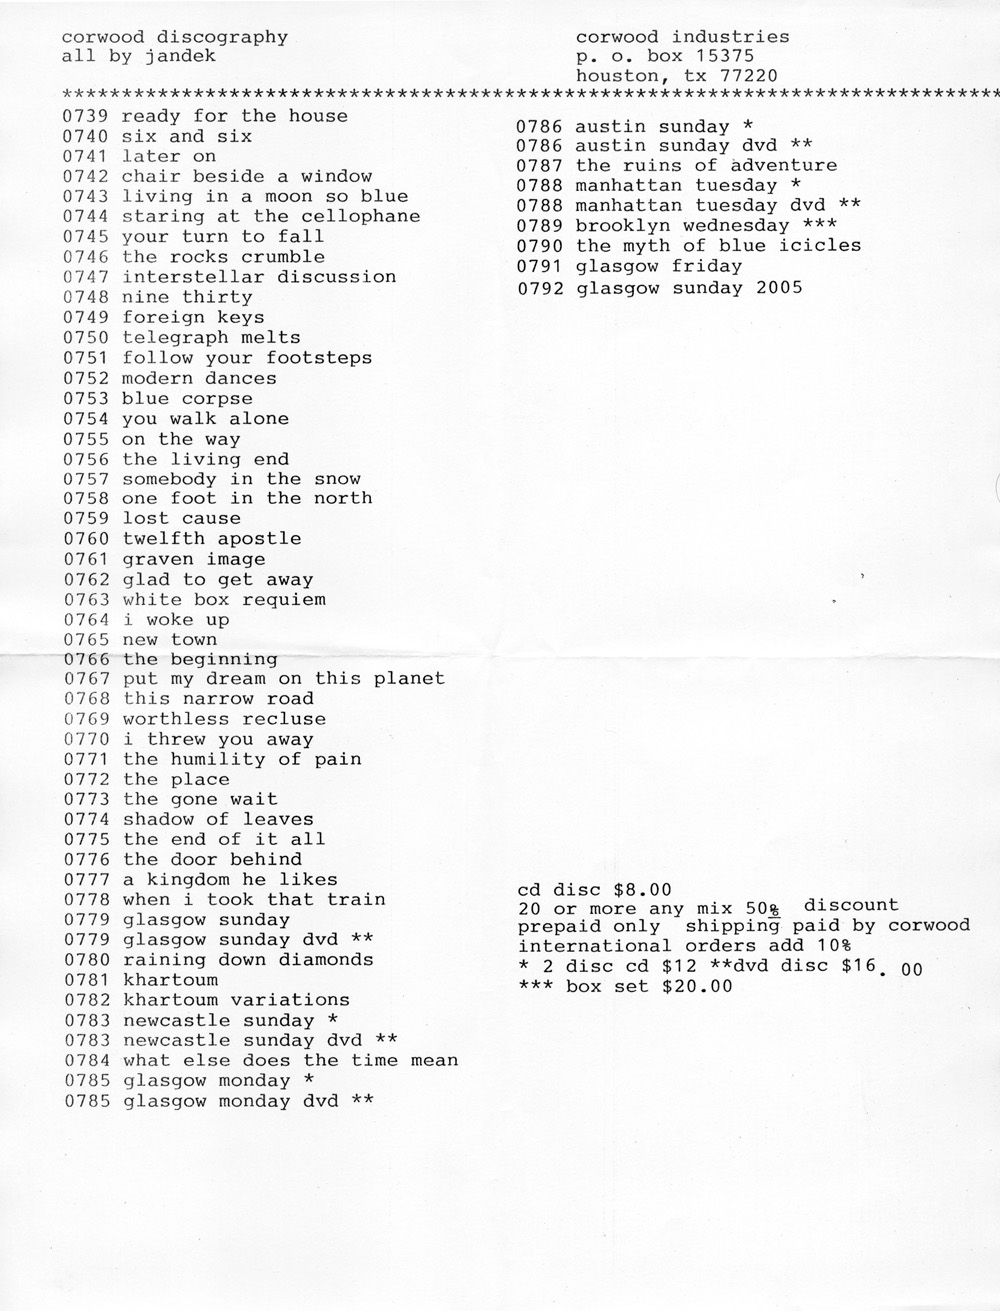 corwood discography
all by jandek
corwood industries
p. o. box 15375
houston, tx 77220
********************************************************************************
0739 ready for the house
0740 six and six
0741 later on
0742 chair beside a window
0743 living in a moon so blue
0744 staring at the cellophane
0745 your turn to fall
0746 the rocks crumble
0747 interstellar discussion
0748 nine thirty
0749 foreign keys
0750 telegraph melts
0751 follow your footsteps
0752 modern dances
0753 blue corpse
0754 you walk alone
0755 on the way
0756 the living end
0757 somebody in the snow
0758 one foot in the north
0759 lost cause
0760 twelfth apostle
0761 graven image
0762 glad to get away
0763 white box requiem
0764 i woke up
0765 new town
0766 the beginning
0767 put my dream on this planet
0768 this narrow road
0769 worthless recluse
0770 i threw you away
0771 the humility of pain
0772 the place
0773 the gone wait
0774 shadow of leaves
0775 the end of it all
0776 the door behind
0777 a kingdom he likes
0778 when i took that train
0779 glasgow sunday
0779 glasgow sunday dvd **
0780 raining down diamonds
0781 khartoum
0782 khartoum variations
0783 newcastle sunday *
0783 newcastle sunday dvd **
0784 what else does the time mean
0785 glasgow monday *
0785 glasgow monday dvd **
0786 austin sunday *
0786 austin sunday dvd **
0787 the ruins of adventure
0788 manhattan tuesday *
0788 manhattan tuesday dvd **
0789 brooklyn wednesday ***
0790 the myth of blue icicles
0791 glasgow friday
0792 glasgow sunday 2005
cd disc $8.00
20 or more any mix 50% discount
prepaid only shipping paid by corwood
international orders add 10%
* 2 disc cd $12 **dvd disc $16. 00
*** box set $20.00